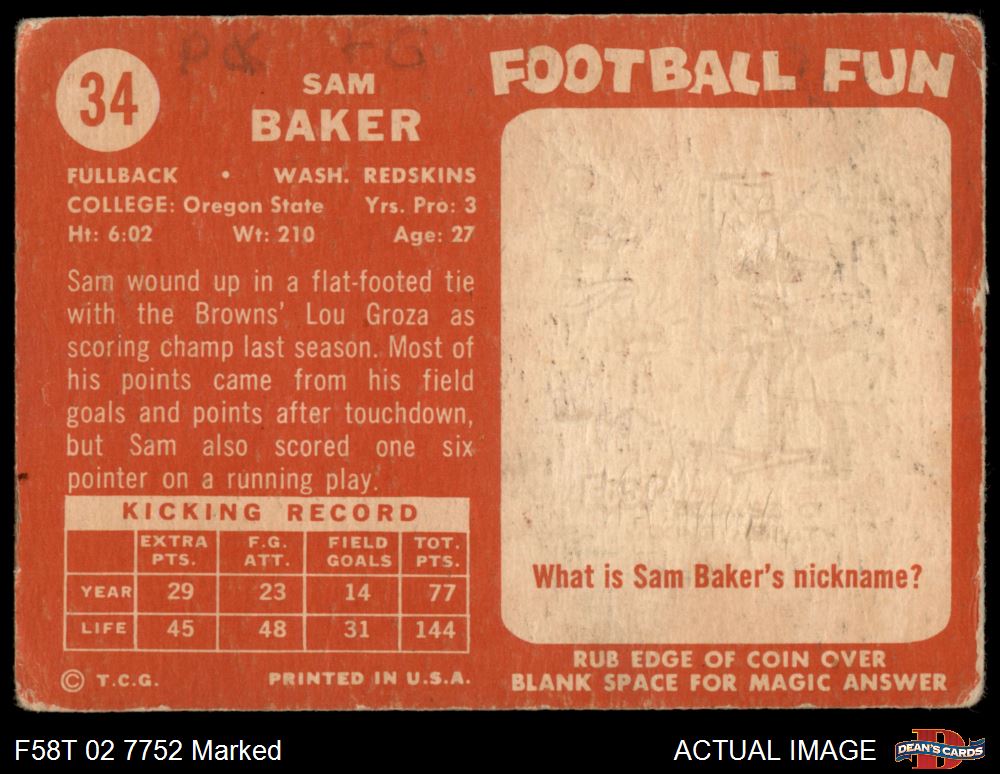 34
PK FG
SAM
BAKER
FULLBACK • WASH. REDSKINS
COLLEGE: Oregon State Yrs. Pro: 3
Ht: 6:02 Wt: 210 Age: 27
Sam wound up in a flat-footed tie
with the Browns' Lou Groza as
scoring champ last season. Most of
his points came from his field
goals and points after touchdown,
but Sam also scored one six
pointer on a running play.
KICKING RECORD
EXTRA PTS. F.G. ATT. FIELD GOALS TOT. PTS.
YEAR 29 23 14 77
LIFE 45 48 31 144
© T.C.G. PRINTED IN U.S.A.
FOOTBALL FUN
What is Sam Baker's nickname?
RUB EDGE OF COIN OVER
BLANK SPACE FOR MAGIC ANSWER
F58T 02 7752 Marked
ACTUAL IMAGE
DEAN'S CARDS